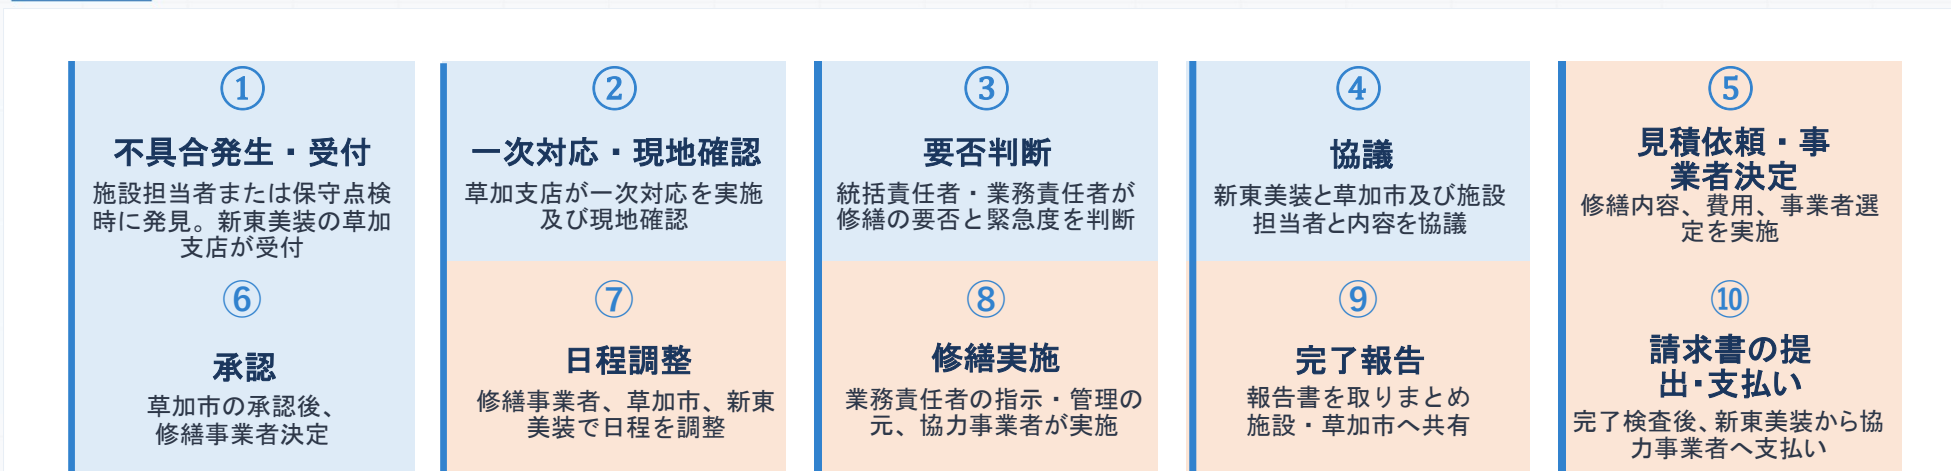 ①
不具合発生・受付
施設担当者または保守点検
時に発見。新東美装の草加
支店が受付
②
一次対応・現地確認
草加支店が一次対応を実施
及び現地確認
③
要否判断
統括責任者・業務責任者が
修繕の要否と緊急度を判断
④
協議
新東美装と草加市及び施設
担当者と内容を協議
⑤
見積依頼・事
業者決定
修繕内容、費用、事業者選
定を実施
⑥
承認
草加市の承認後、
修繕事業者決定
⑦
日程調整
修繕事業者、草加市、新東
美装で日程を調整
⑧
修繕実施
業務責任者の指示・管理の
元、協力事業者が実施
⑨
完了報告
報告書を取りまとめ
施設・草加市へ共有
⑩
請求書の提
出・支払い
完了検査後、新東美装から協
力事業者へ支払い